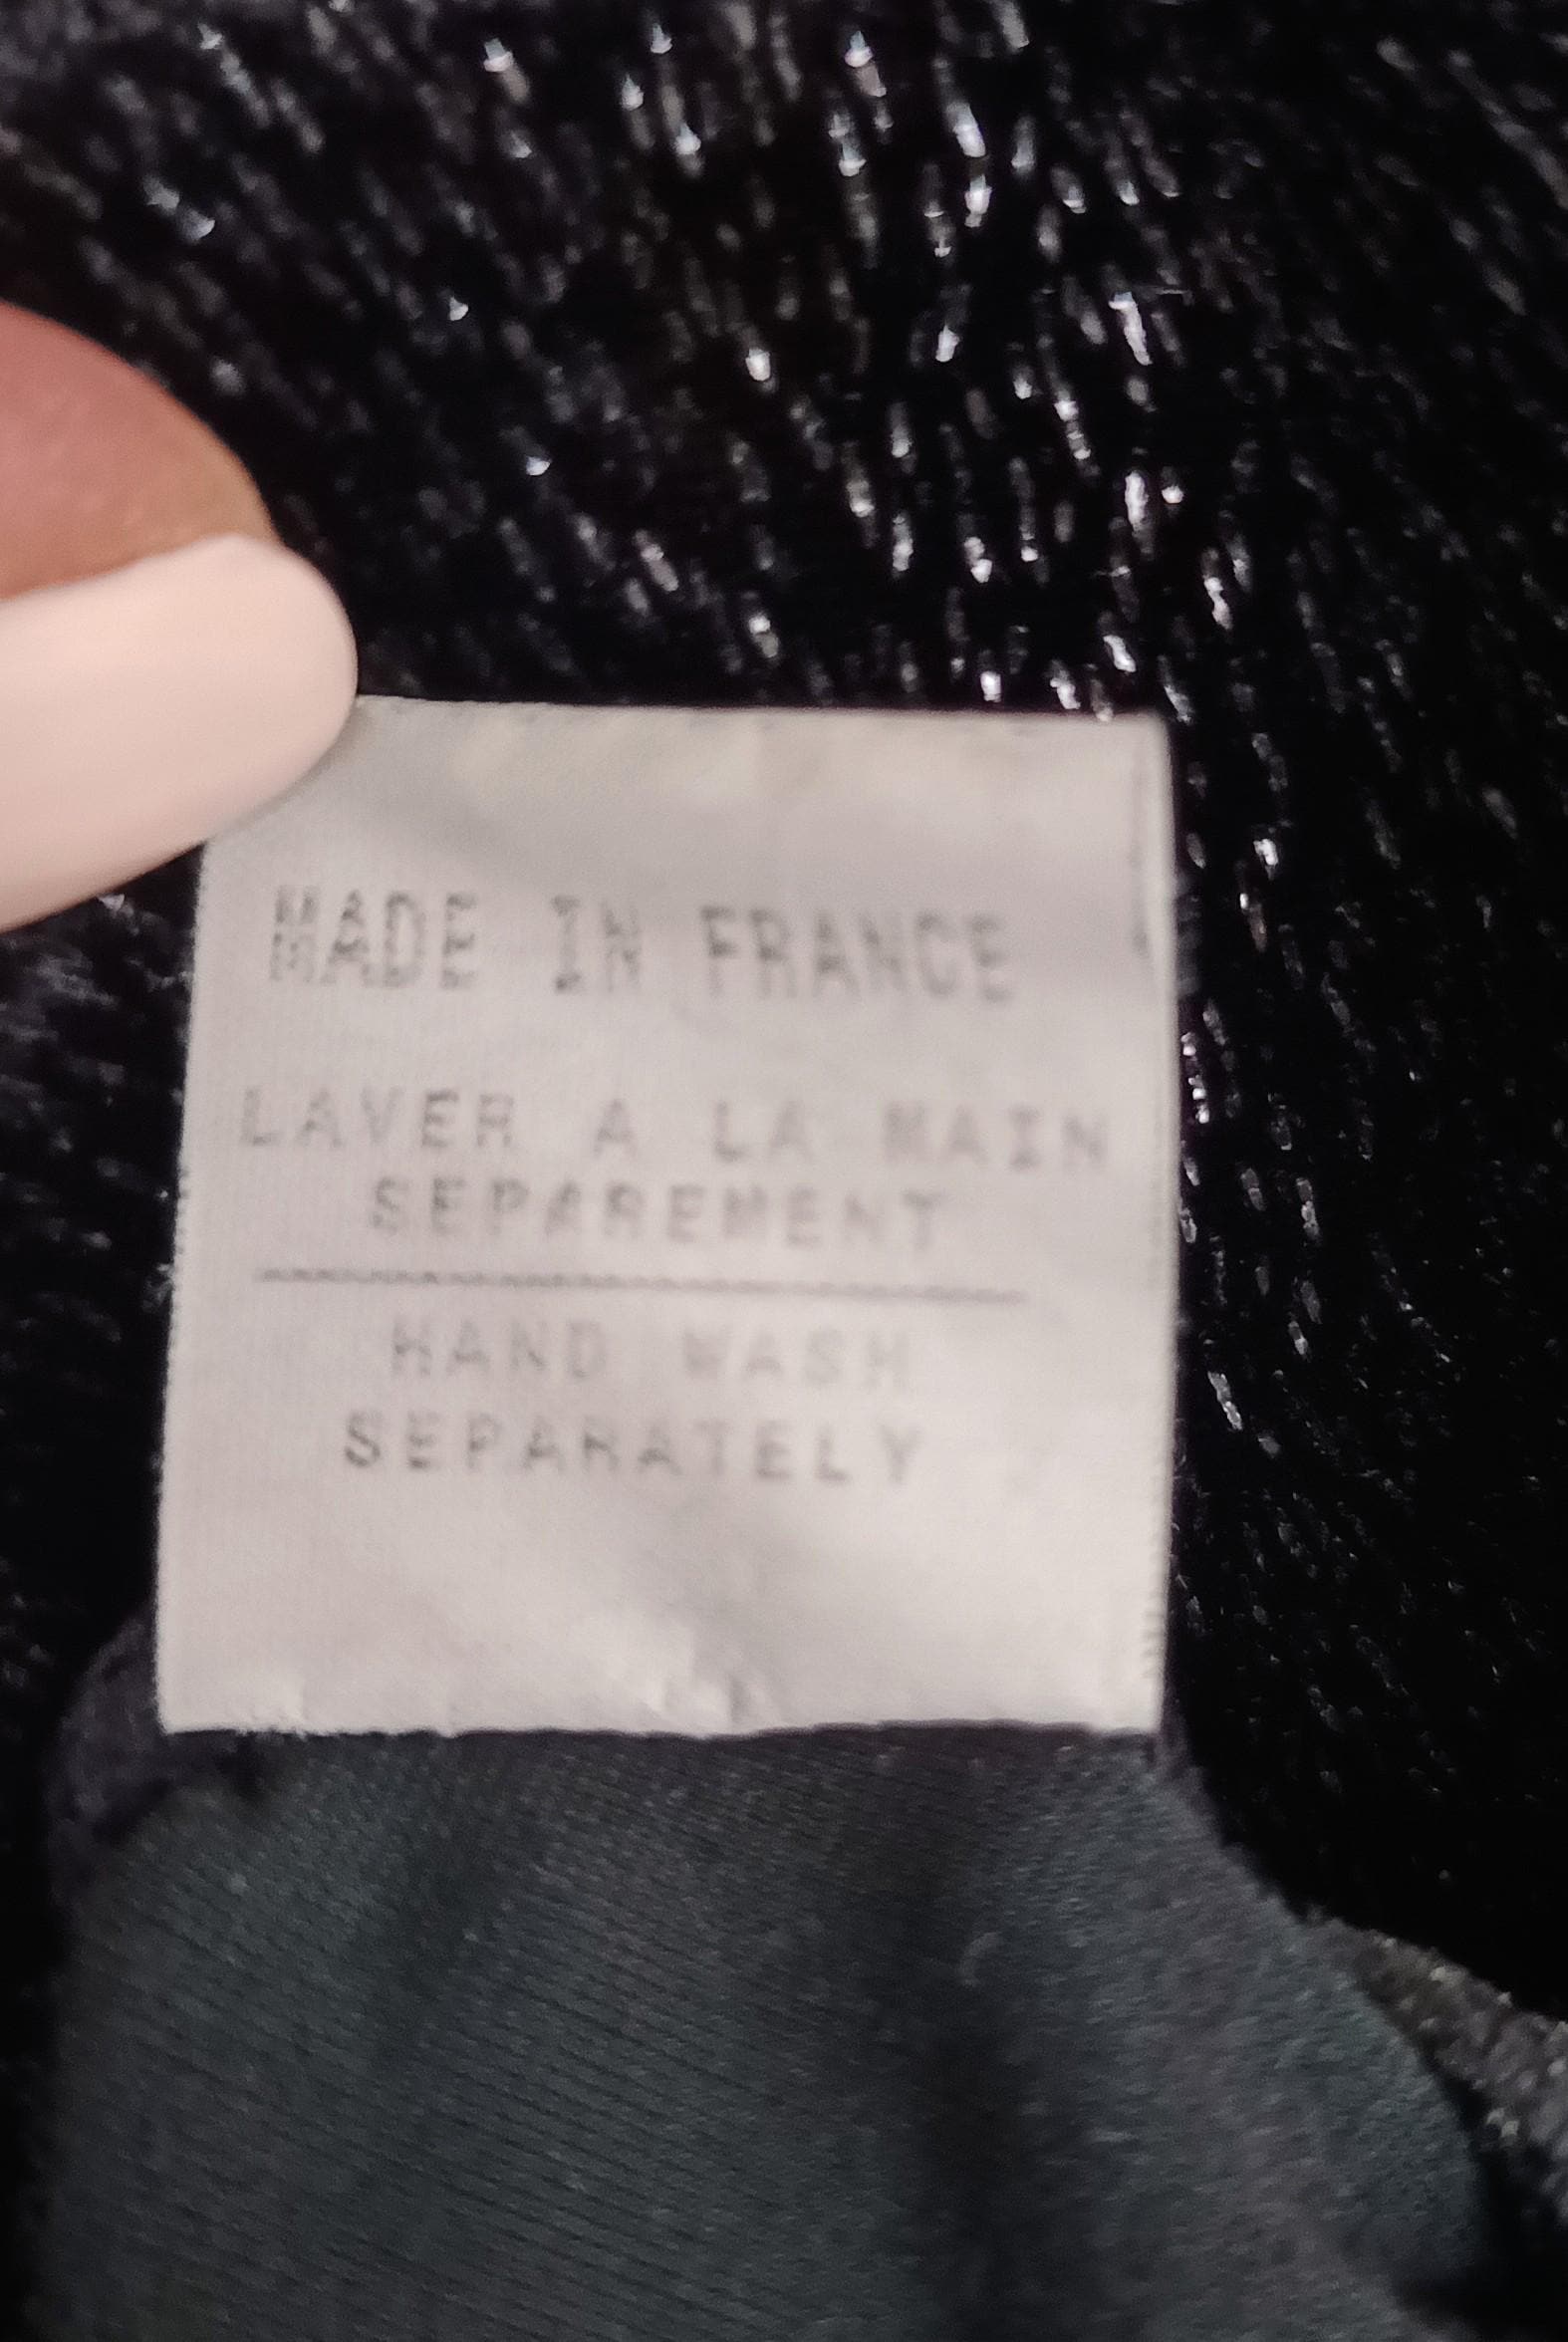 MADE IN FRANCE
LAVER A LA MAIN
SEPAREMENT
HAND WASH
SEPARATELY